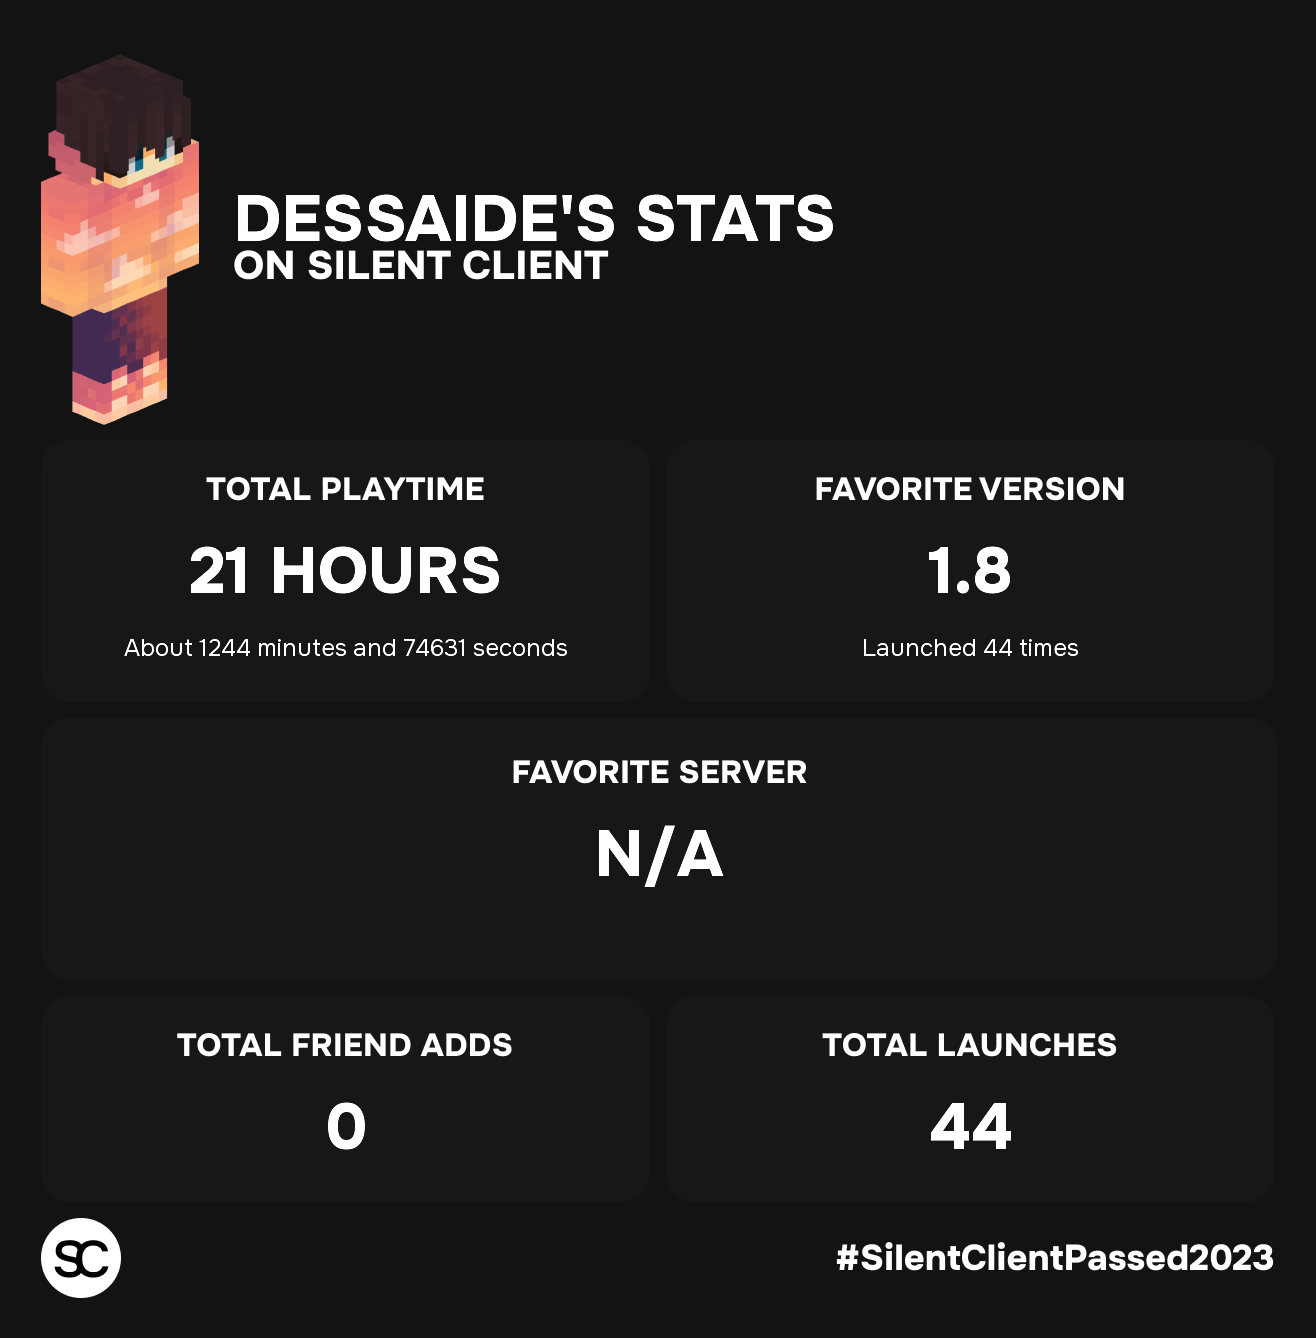 DESSAIDE'S STATS
ON SILENT CLIENT
TOTAL PLAYTIME
21 HOURS
About 1244 minutes and 74631 seconds
FAVORITE VERSION
1.8
Launched 44 times
FAVORITE SERVER
N/A
TOTAL FRIEND ADDS
0
TOTAL LAUNCHES
44
SC
#SilentClientPassed2023